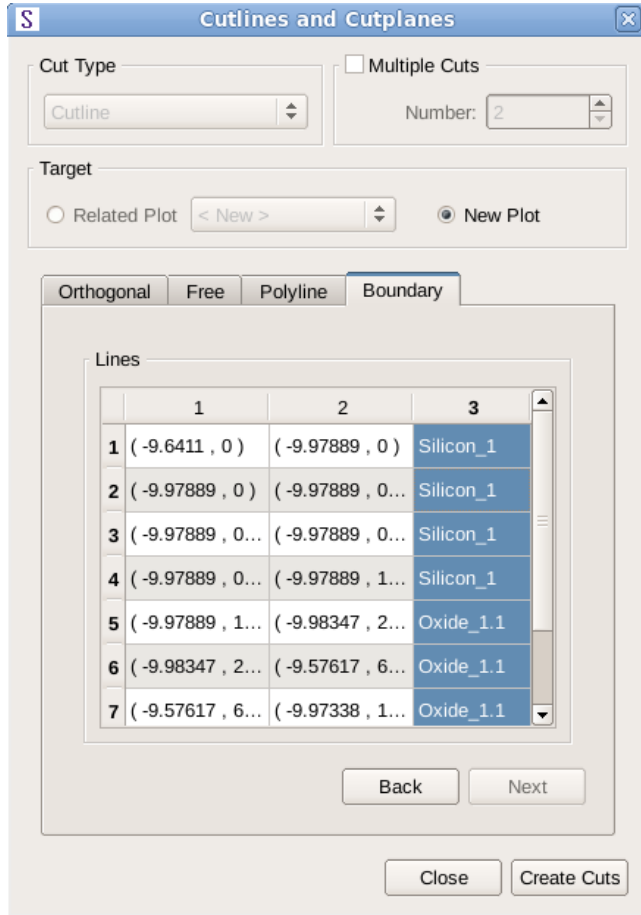 S Cutlines and Cutplanes
Cut Type
Multiple Cuts
Cutline
Number: 2
Target
Related Plot < New > New Plot
Orthogonal Free Polyline Boundary
Lines
1 2 3
1 ( -9.6411 , 0 ) ( -9.97889 , 0 ) Silicon_1
2 ( -9.97889 , 0 ) ( -9.97889 , 0... Silicon_1
3 ( -9.97889 , 0... ( -9.97889 , 0... Silicon_1
4 ( -9.97889 , 0... ( -9.97889 , 1... Silicon_1
5 ( -9.97889 , 1... ( -9.98347 , 2... Oxide_1.1
6 ( -9.98347 , 2... ( -9.57617 , 6... Oxide_1.1
7 ( -9.57617 , 6... ( -9.97338 , 1... Oxide_1.1
Back Next
Close Create Cuts